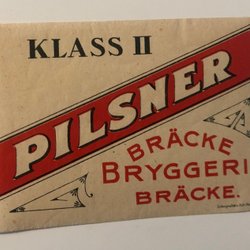 KLASS II
PILSNER
BRÄCKE
BRYGGERI
BRÄCKE.